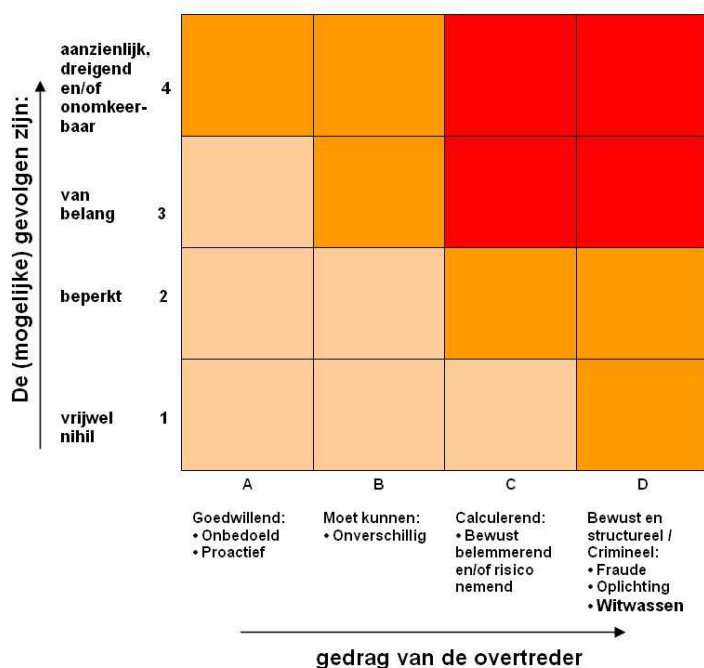 De (mogelijke) gevolgen zijn:
aanzienlijk,
dreigend
en/of
onomkeer-
baar
4
van
belang
3
beperkt
2
vrijwel
nihil
1
A
B
C
D
Goedwillend:
• Onbedoeld
• Proactief
Moet kunnen:
• Onverschillig
Calculerend:
• Bewust
belemmerend
en/of risico
nemend
Bewust en
structureel /
Crimineel:
• Fraude
• Oplichting
• Witwassen
gedrag van de overtreder